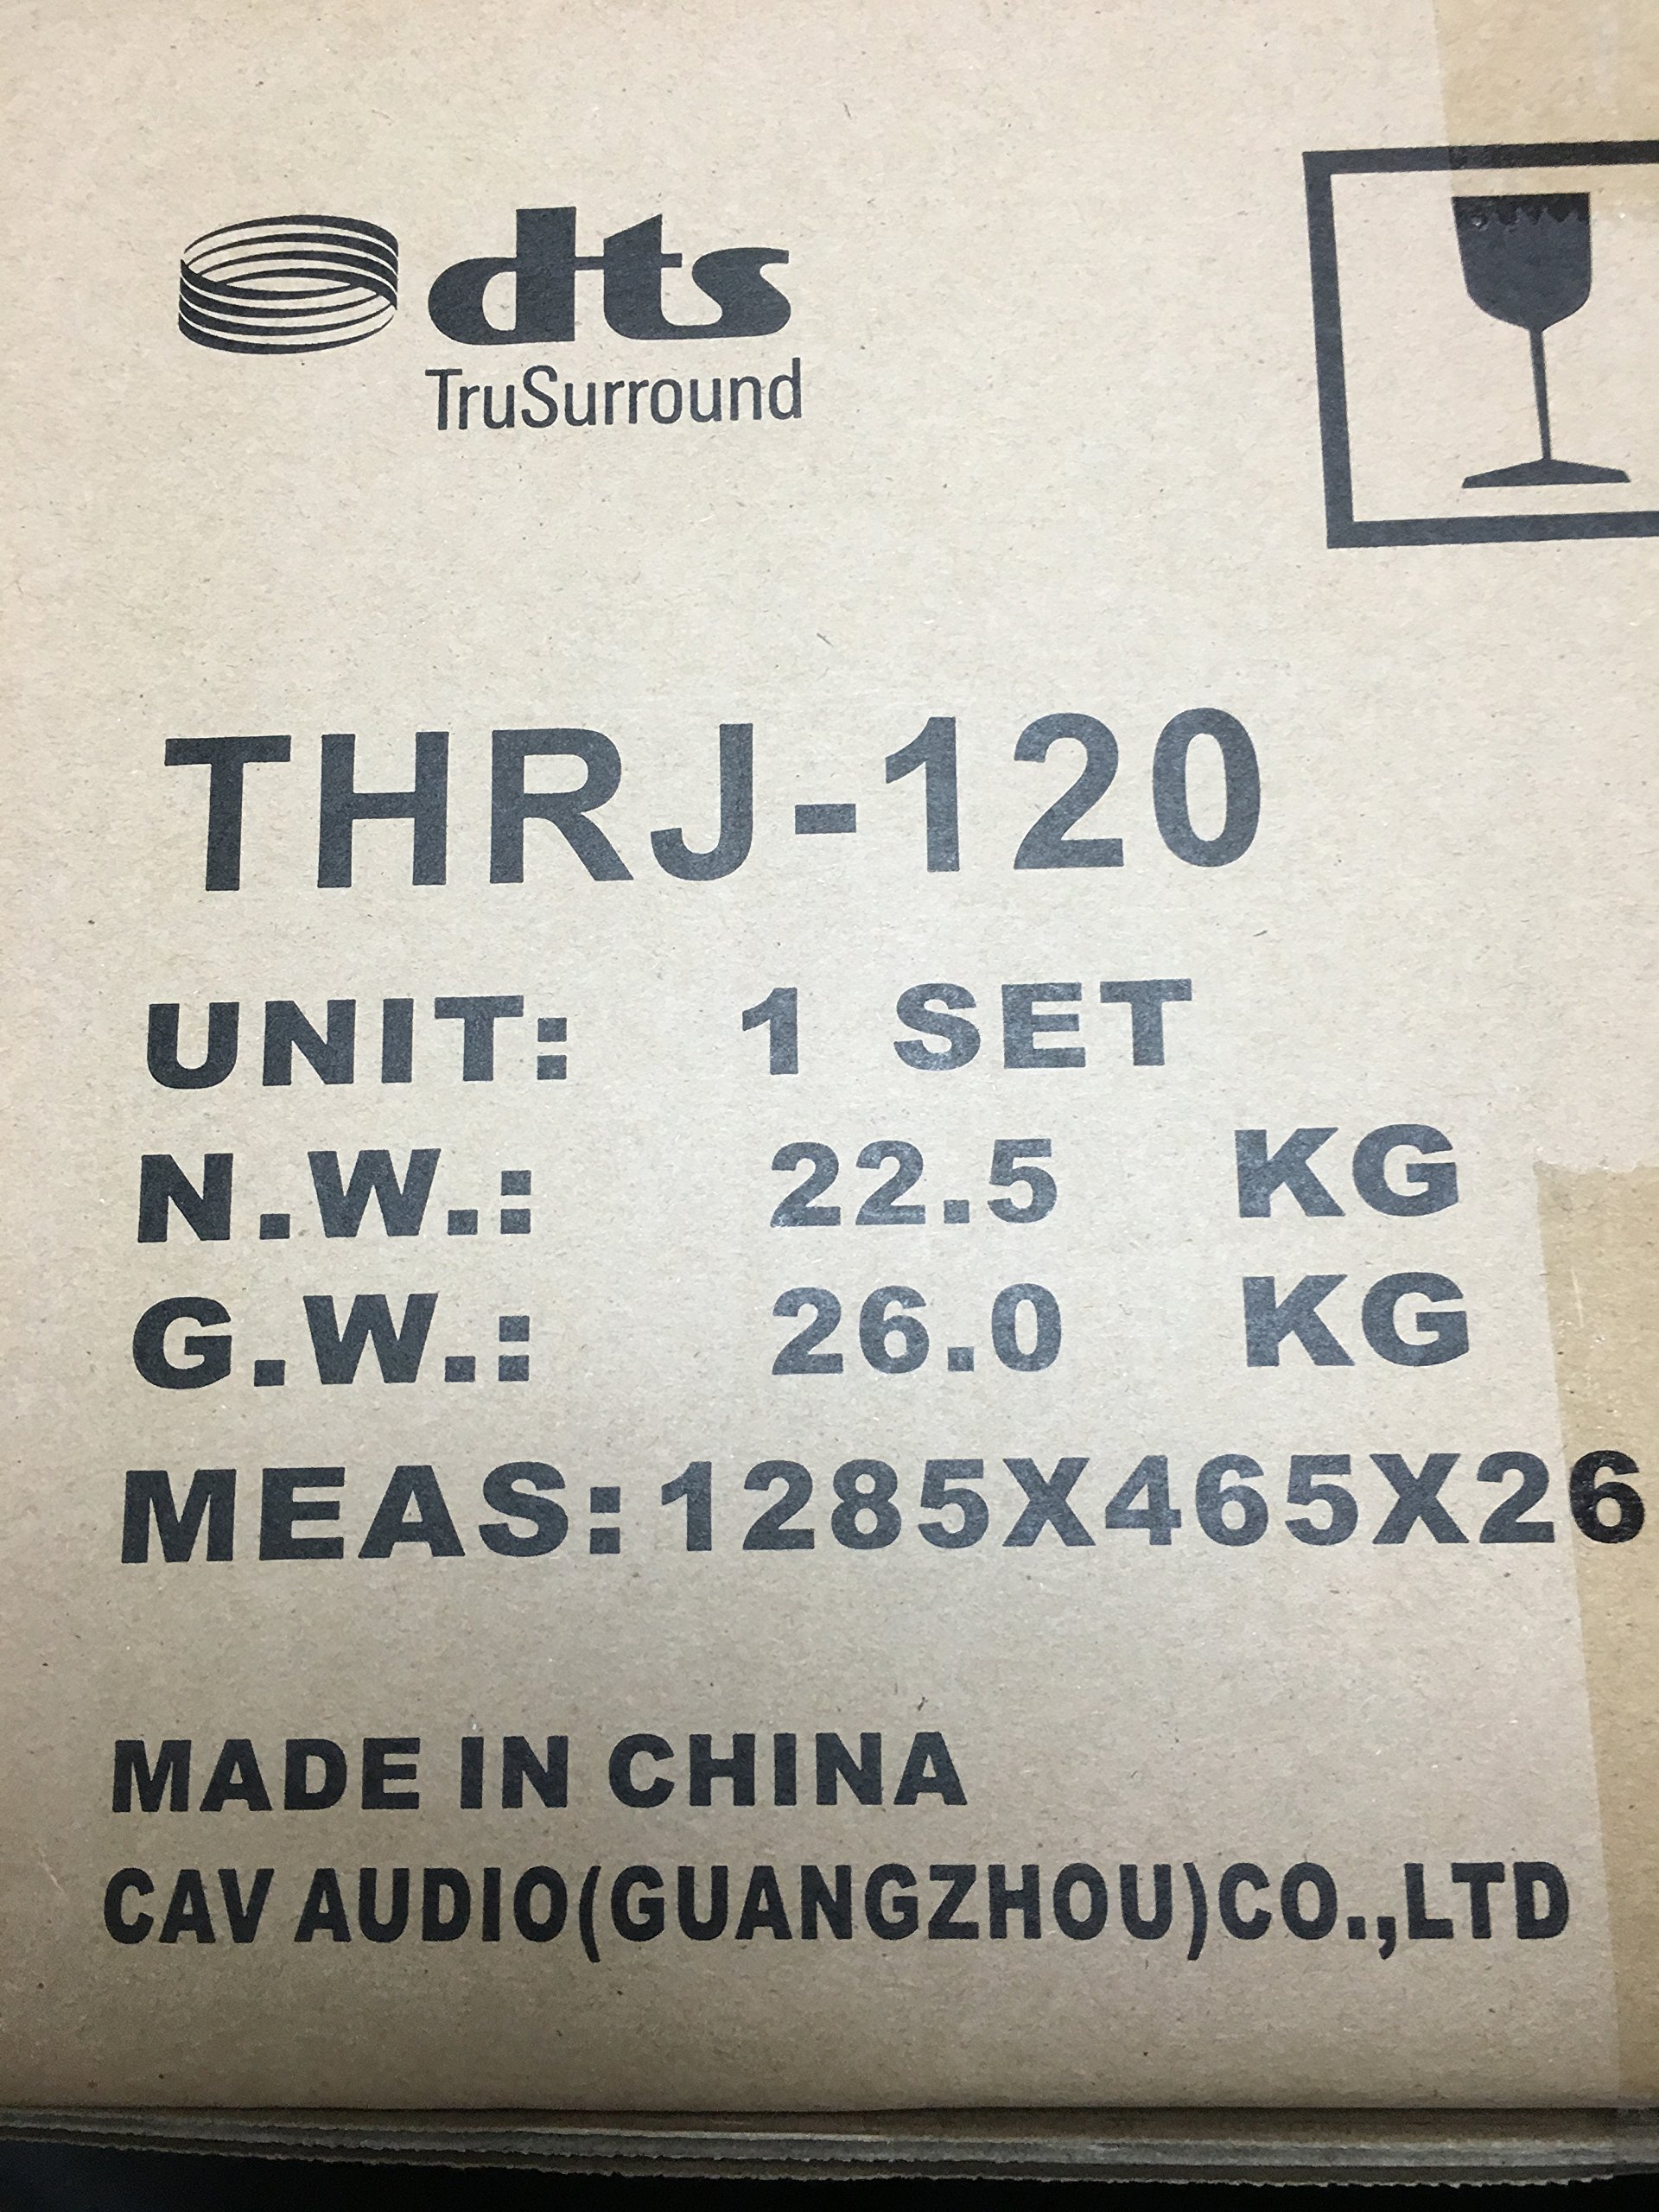 dts
TruSurround
THRJ-120
UNIT: 1 SET
N.W.: 22.5 KG
G.W.: 26.0 KG
MEAS:1285X465X26
MADE IN CHINA
CAV AUDIO(GUANGZHOU)CO.,LTD